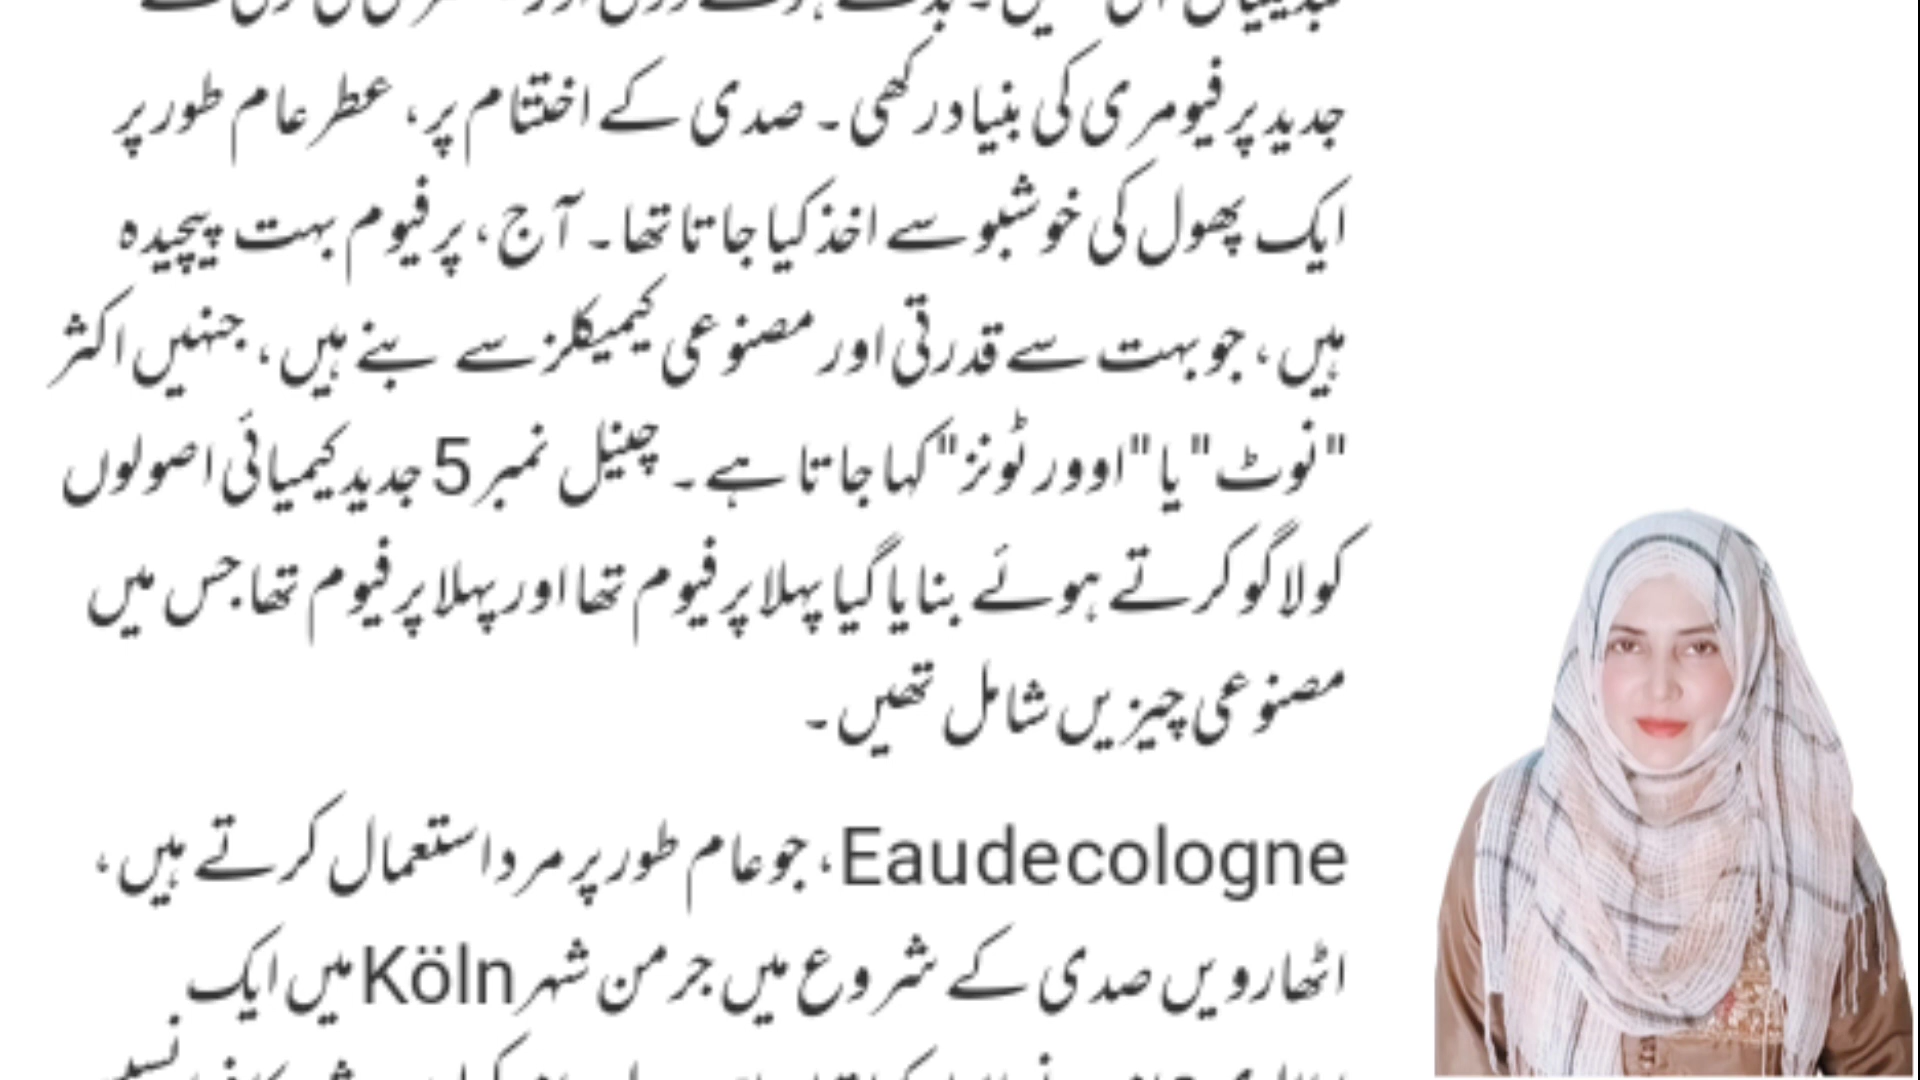 جدید پرفیومری کی بنیاد رکھی۔ صدی کے اختتام پر، عطر عام طور پر
ایک پھول کی خوشبو سے اخذ کیا جاتا تھا۔ آج، پرفیوم بہت پیچیدہ
ہیں، جو بہت سے قدرتی اور مصنوعی کیمیکلز سے بنے ہیں، جنہیں اکثر
"نوٹ" یا "اوور ٹونز" کہا جاتا ہے۔ چینیل نمبر 5 جدید کیمیائی اصولوں
کو لاگو کرتے ہوئے بنایا گیا پہلا پرفیوم تھا اور پہلا پرفیوم تھا جس میں
مصنوعی چیزیں شامل تھیں۔
Eaudecologne، جو عام طور پر مرد استعمال کرتے ہیں،
اٹھارویں صدی کے شروع میں جرمن شہر Köln میں ایک